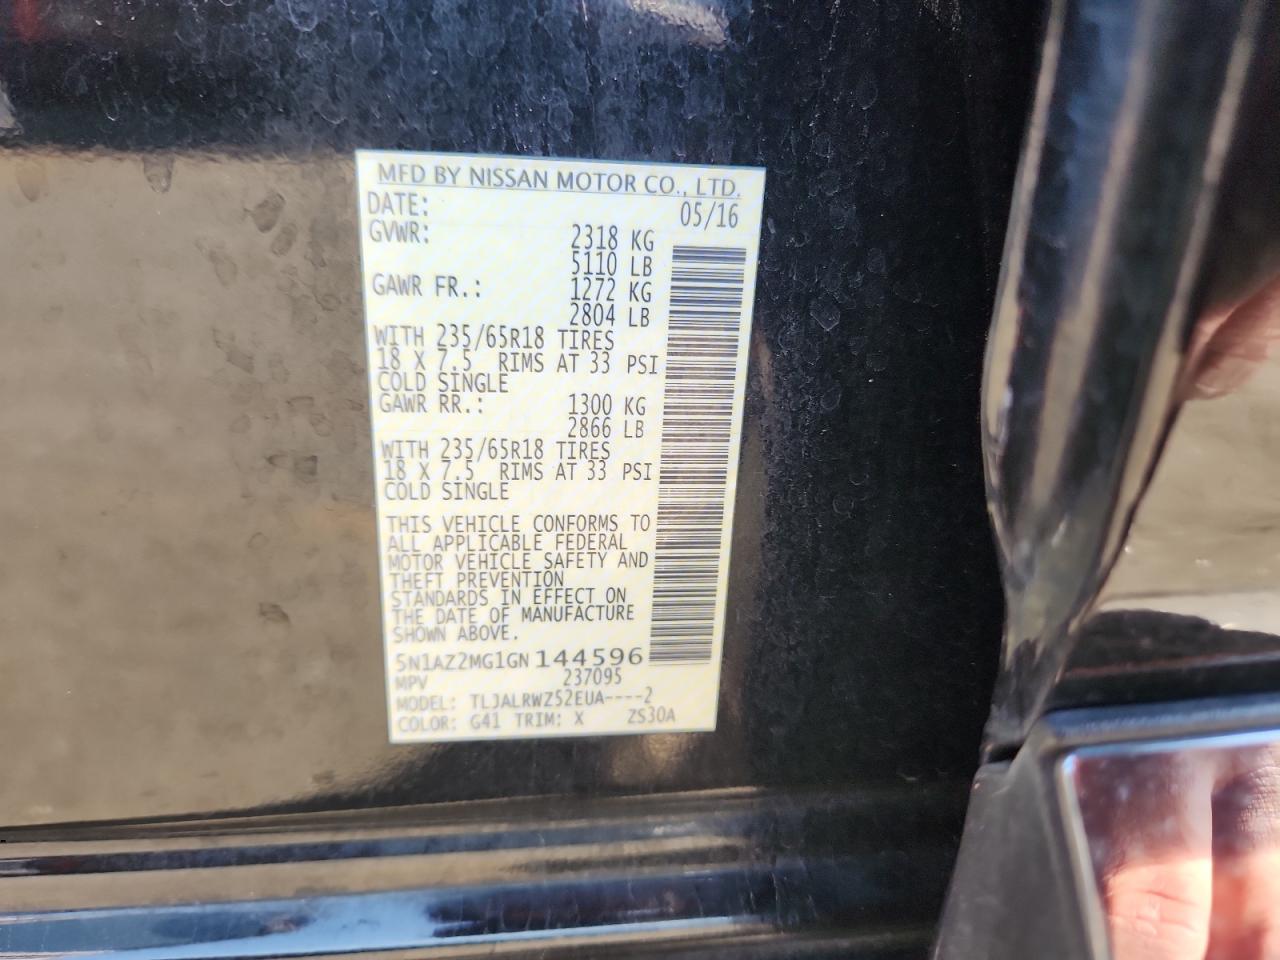 MFD BY NISSAN MOTOR CO., LTD.
DATE: 05/16
GVWR: 2318 KG
5110 LB
GAWR FR.: 1272 KG
2804 LB
WITH 235/65R18 TIRES
18 X 7.5 RIMS AT 33 PSI
COLD SINGLE
GAWR RR.: 1300 KG
2866 LB
WITH 235/65R18 TIRES
18 X 7.5 RIMS AT 33 PSI
COLD SINGLE
THIS VEHICLE CONFORMS TO
ALL APPLICABLE FEDERAL
MOTOR VEHICLE SAFETY AND
THEFT PREVENTION
STANDARDS IN EFFECT ON
THE DATE OF MANUFACTURE
SHOWN ABOVE.
5N1AZ2MG1GN144596
MPV 237095
MODEL: TLJALRWZ52EUA----2
COLOR: G41 TRIM: X ZS30A